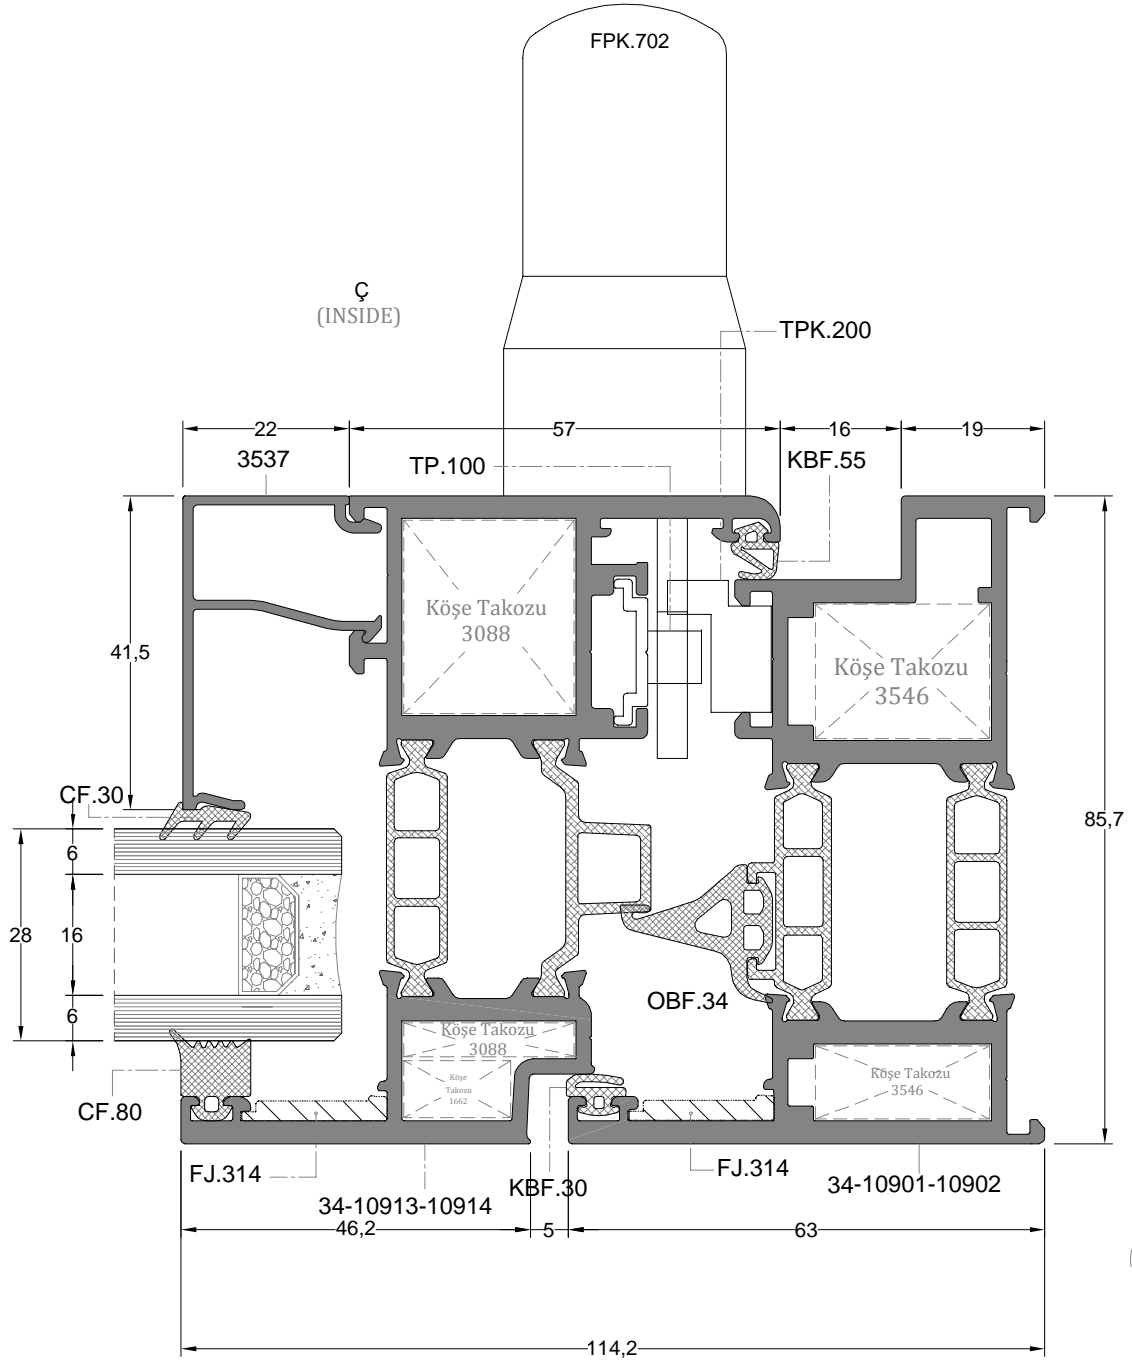 FPK.702
Ç
(INSIDE)
TPK.200
22
57
16
19
3537
TP.100
KBF.55
Köşe Takozu
3088
Köşe Takozu
3546
41,5
CF.30
85,7
6
28
16
6
OBF.34
Köşe Takozu
3088
Köşe
Takozu
1662
Köşe Takozu
3546
CF.80
FJ.314
KBF.30
FJ.314
34-10913-10914
34-10901-10902
46,2
5
63
114,2